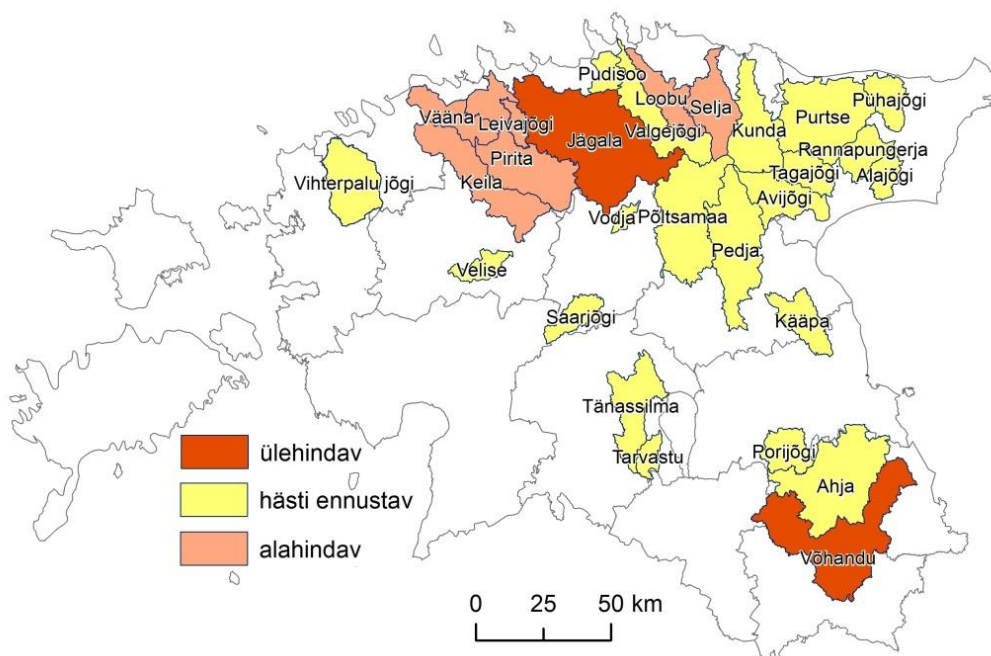 Pudisoo
Loobu
Selja
Pühajõgi
Vääna
Leivajõgi
Jägala
Valgejõgi
Kunda
Purtse
Rannapungerja
Pirita
Tagajõgi
Alajõgi
Vihterpalu jõgi
Keila
Avijõgi
Vodja
Põltsamaa
Pedja
Velise
Saarjõgi
Kääpa
Tänassilma
Tarvastu
Porijõgi
Ahja
Võhandu
ülehindav
hästi ennustav
alahindav
0 25 50 km